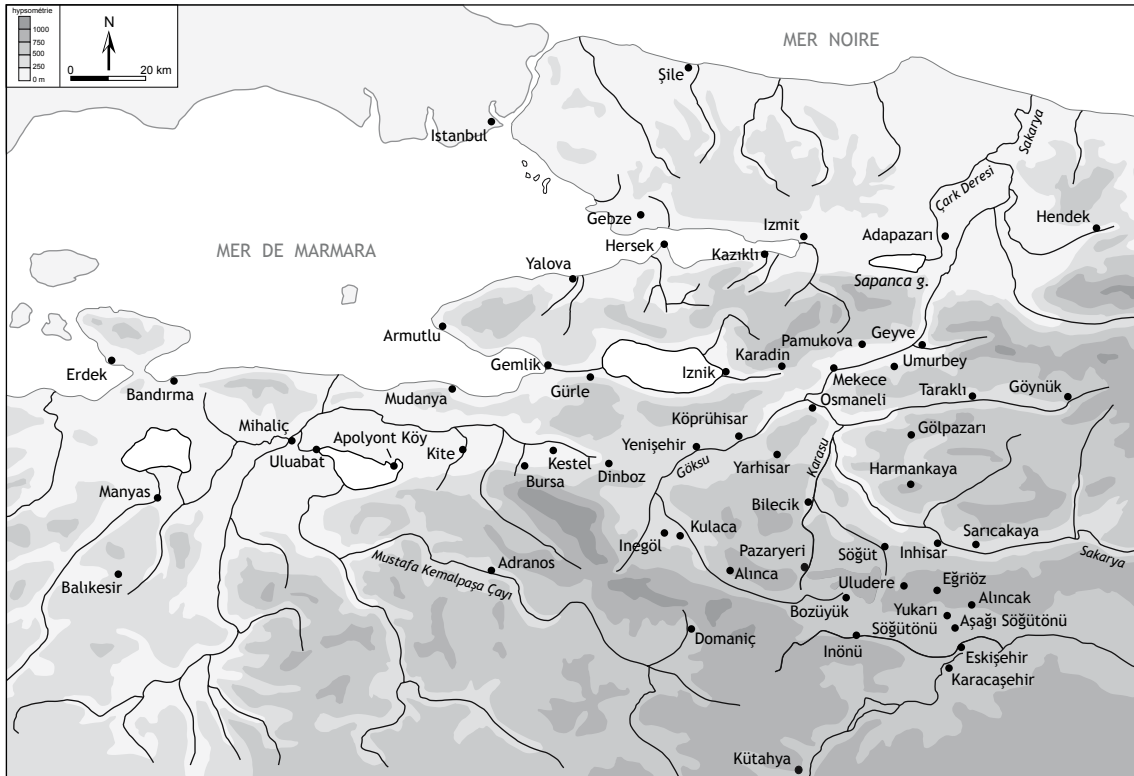 hypsométrie
1000
750
500
250
0 m
N
0 20 km
MER NOIRE
Şile
Istanbul
Sakarya
Çark Deresi
Hendek
Gebze
Izmit
Adapazarı
Hersek
Kazıklı
MER DE MARMARA
Yalova
Sapanca g.
Armutlu
Pamukova
Geyve
Erdek
Gemlik
Karadin
Umurbey
Iznik
Mekece
Bandırma
Gürle
Mudanya
Taraklı
Göynük
Osmaneli
Köprühisar
Gölpazarı
Mihaliç
Apolyont Köy
Yenişehir
Uluabat
Kite
Kestel
Göksu
Yarhisar
Karasu
Bursa
Dinboz
Harmankaya
Manyas
Bilecik
Kulaca
Inegöl
Sarıcakaya
Pazaryeri
Söğüt
Inhisar
Sakarya
Mustafa Kemalpaşa Çayı
Adranos
Balıkesir
Alınca
Uludere
Eğriöz
Bozüyük
Alıncak
Yukarı
Söğütönü
Aşağı Söğütönü
Domaniç
Inönü
Eskişehir
Karacaşehir
Kütahya